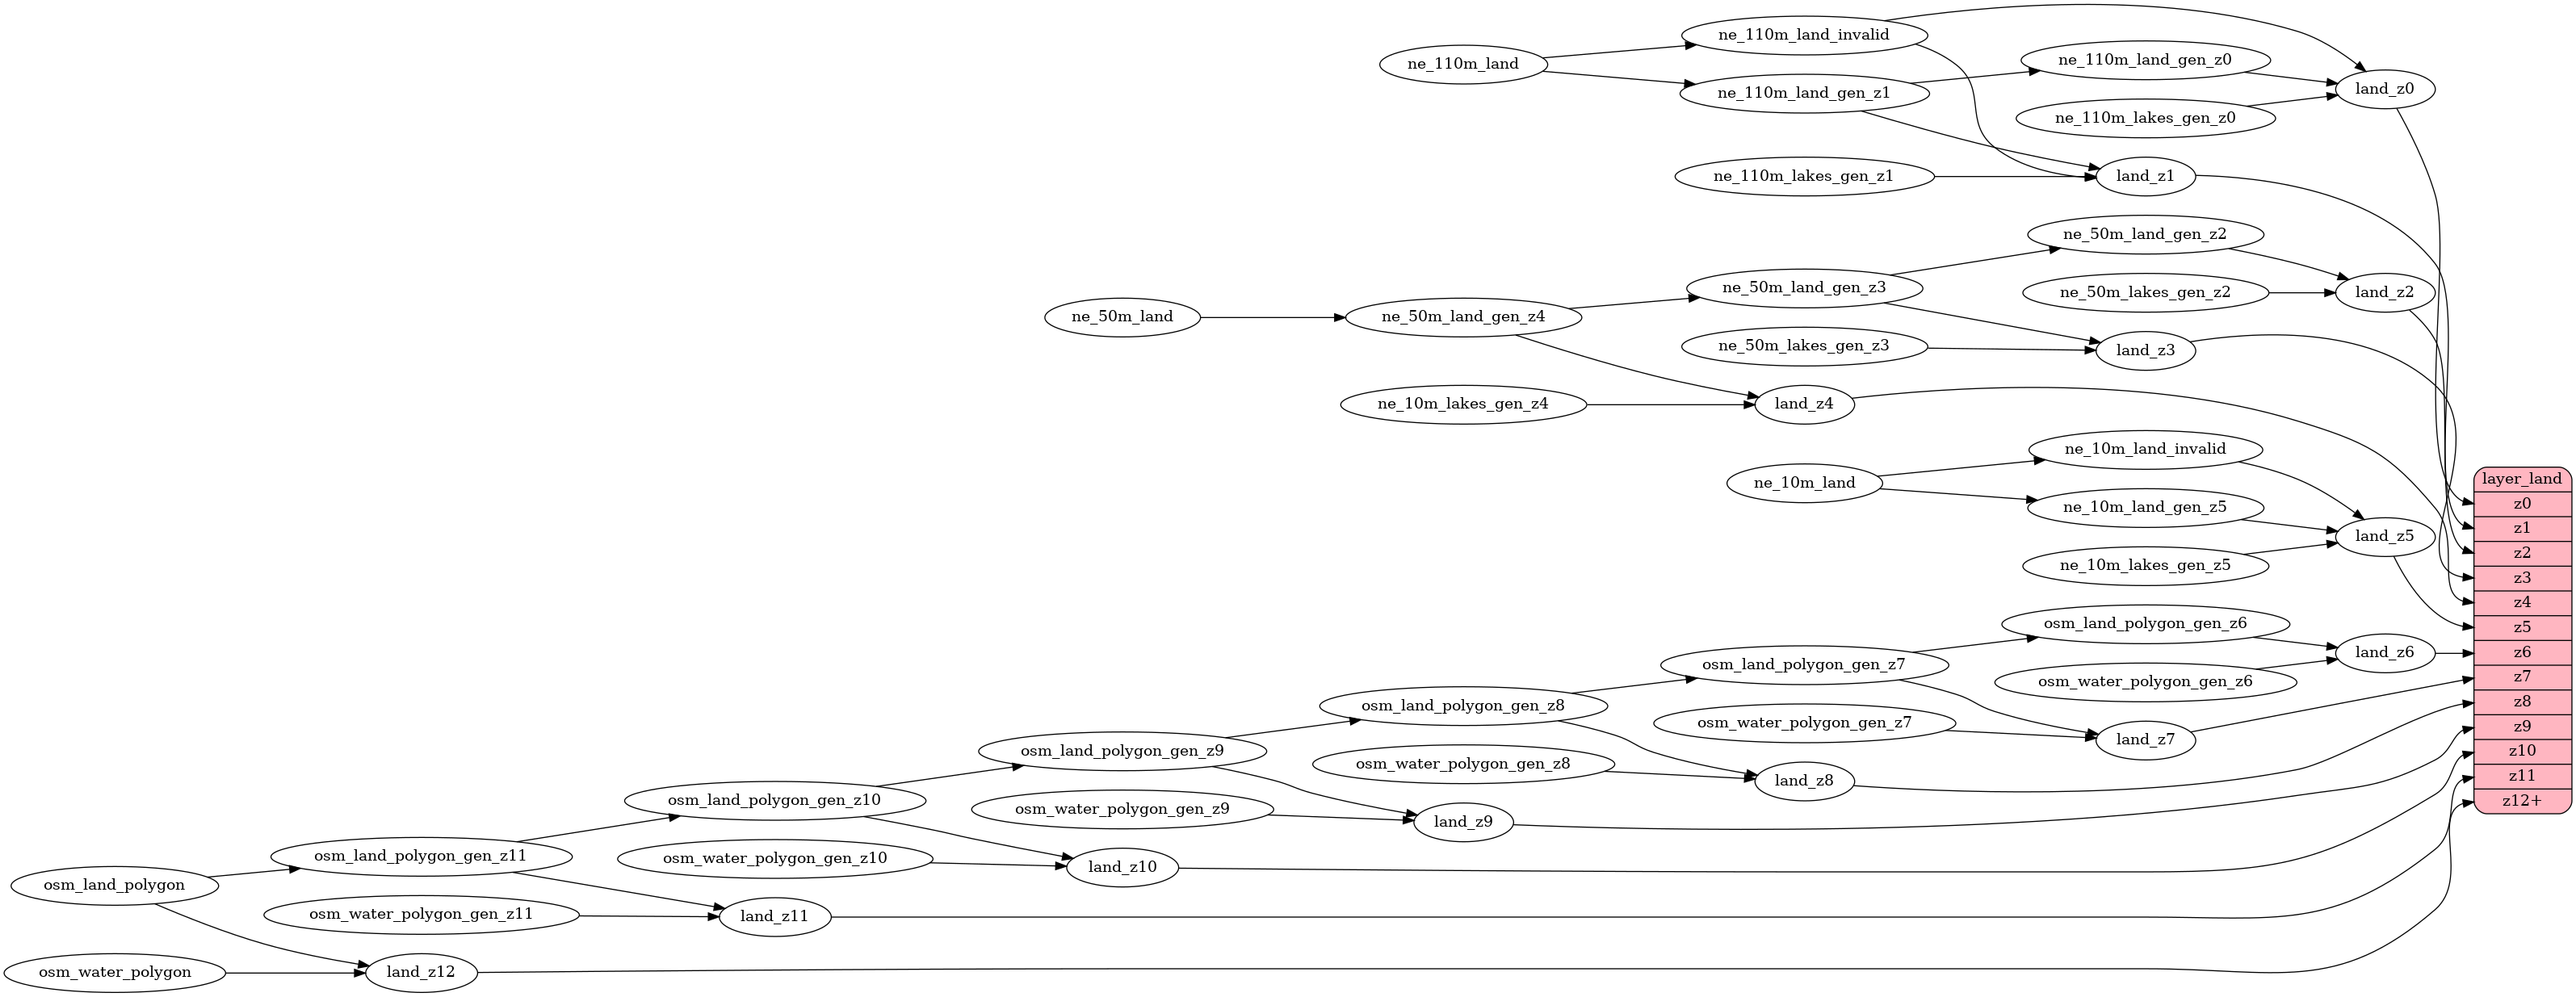 ne_110m_land_invalid
ne_110m_land
ne_110m_land_gen_z0
ne_110m_land_gen_z1
land_z0
ne_110m_lakes_gen_z0
ne_110m_lakes_gen_z1
land_z1
ne_50m_land_gen_z2
ne_50m_land_gen_z3
ne_50m_lakes_gen_z2
land_z2
ne_50m_land
ne_50m_land_gen_z4
ne_50m_lakes_gen_z3
land_z3
ne_10m_lakes_gen_z4
land_z4
ne_10m_land_invalid
ne_10m_land
ne_10m_land_gen_z5
land_z5
ne_10m_lakes_gen_z5
layer_land
z0
z1
z2
z3
z4
z5
z6
z7
z8
z9
z10
z11
z12+
osm_land_polygon_gen_z6
land_z6
osm_land_polygon_gen_z7
osm_water_polygon_gen_z6
osm_land_polygon_gen_z8
osm_water_polygon_gen_z7
land_z7
osm_land_polygon_gen_z9
osm_water_polygon_gen_z8
land_z8
osm_land_polygon_gen_z10
osm_water_polygon_gen_z9
land_z9
osm_land_polygon_gen_z11
osm_water_polygon_gen_z10
land_z10
osm_land_polygon
osm_water_polygon_gen_z11
land_z11
osm_water_polygon
land_z12